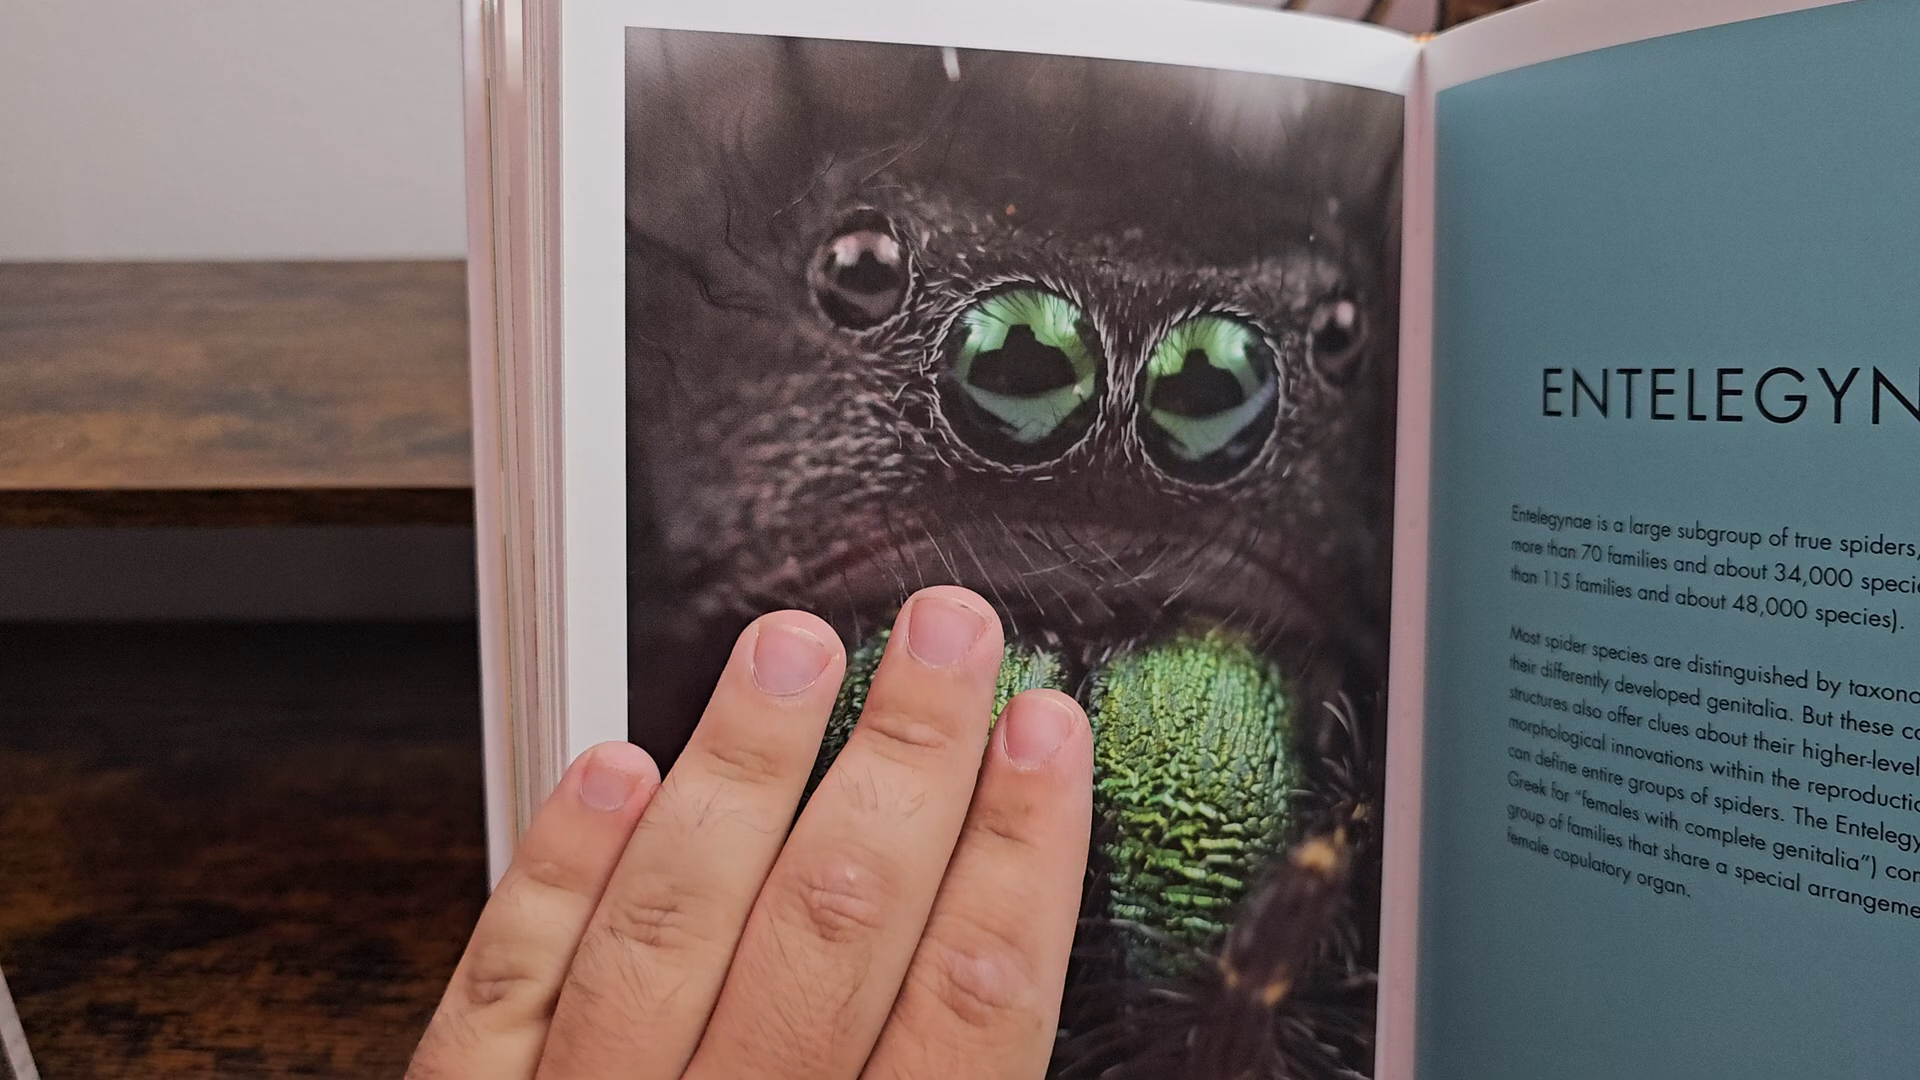 ENTELEGYN
Entelegynae is a large subgroup of true spiders,
more than 70 families and about 34,000 specie
than 115 families and about 48,000 species).
Most spider species are distinguished by taxono
their differently developed genitalia. But these co
structures also offer clues about their higher-level
morphological innovations within the reproductio
can define entire groups of spiders. The Entelegy
Greek for “females with complete genitalia”) con
group of families that share a special arrangeme
female copulatory organ.